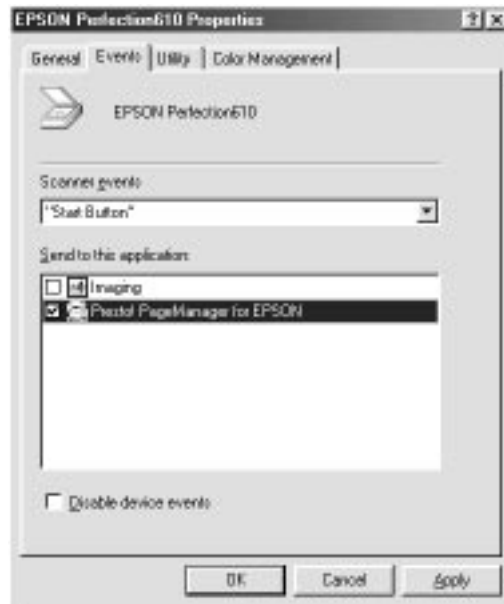 EPSON Perfection610 Properties
General Events Utility Color Management
EPSON Perfection610
Scanner events
"Start Button"
Send to this application:
Imaging
Presto! PageManager for EPSON
Disable device events
OK Cancel Apply